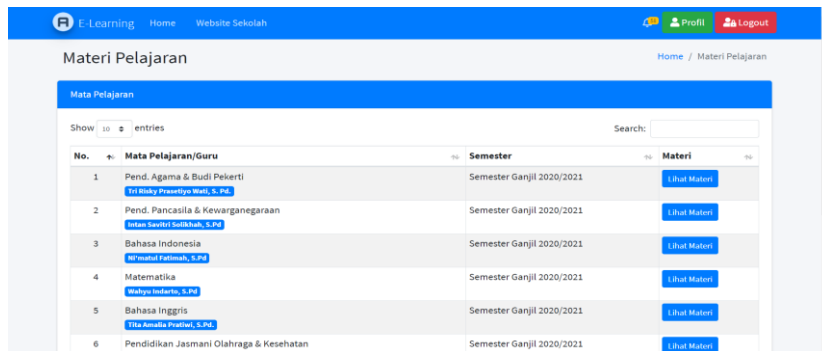 E-Learning Home Website Sekolah Profil Logout
Materi Pelajaran Home / Materi Pelajaran
Mata Pelajaran
Show 10 entries Search:
No. Mata Pelajaran/Guru Semester Materi
1 Pend. Agama & Budi Pekerti Semester Ganjil 2020/2021 Lihat Materi
Tri Risky Prasetiyo Wati, S. Pd.
2 Pend. Pancasila & Kewarganegaraan Semester Ganjil 2020/2021 Lihat Materi
Intan Savitri Solikhah, S.Pd
3 Bahasa Indonesia Semester Ganjil 2020/2021 Lihat Materi
Ni'matul Fatimah, S.Pd
4 Matematika Semester Ganjil 2020/2021 Lihat Materi
Wahyu Indarto, S.Pd
5 Bahasa Inggris Semester Ganjil 2020/2021 Lihat Materi
Tita Amalia Pratiwi, S.Pd.
6 Pendidikan Jasmani Olahraga & Kesehatan Semester Ganjil 2020/2021 Lihat Materi